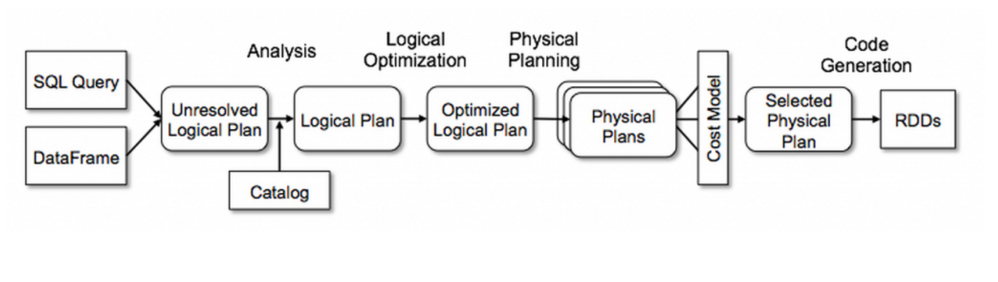 Analysis
Logical
Optimization
Physical
Planning
Code
Generation
SQL Query
DataFrame
Unresolved
Logical Plan
Catalog
Logical Plan
Optimized
Logical Plan
Physical
Plans
Cost Model
Selected
Physical
Plan
RDDs